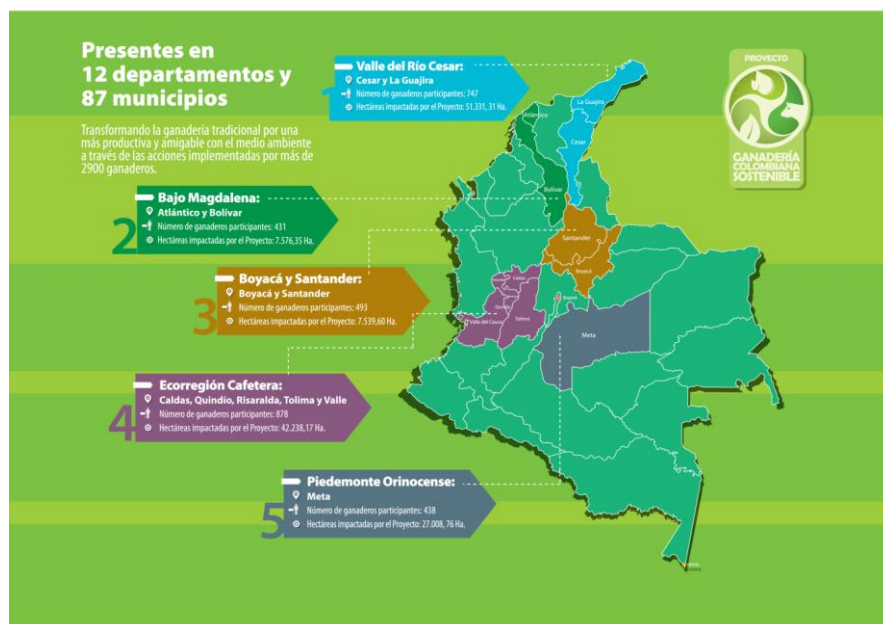 Presentes en
12 departamentos y
87 municipios
Transformando la ganadería tradicional por una
más productiva y amigable con el medio ambiente
a través de las acciones implementadas por más de
2900 ganaderos.
1
Valle del Río Cesar:
Cesar y La Guajira
Número de ganaderos participantes: 747
Hectáreas impactadas por el Proyecto: 51.331, 31 Ha.
2
Bajo Magdalena:
Atlántico y Bolívar
Número de ganaderos participantes: 431
Hectáreas impactadas por el Proyecto: 7.576,35 Ha.
3
Boyacá y Santander:
Boyacá y Santander
Número de ganaderos participantes: 493
Hectáreas impactadas por el Proyecto: 7.539,60 Ha.
4
Ecorregión Cafetera:
Caldas, Quindío, Risaralda, Tolima y Valle
Número de ganaderos participantes: 878
Hectáreas impactadas por el Proyecto: 42.238,17 Ha.
5
Piedemonte Orinocense:
Meta
Número de ganaderos participantes: 438
Hectáreas impactadas por el Proyecto: 27.008, 76 Ha.
PROYECTO
GANADERÍA
COLOMBIANA
SOSTENIBLE
La Guajira
Atlántico
Cesar
Bolívar
Santander
Boyacá
Caldas
Valle del Cauca
Tolima
Meta